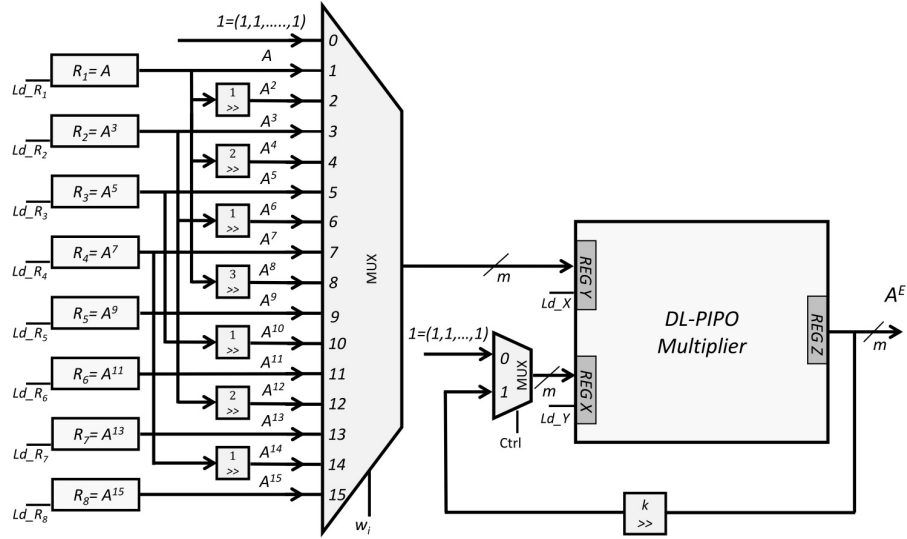 1=(1,1,.....,1)
0
R1= A
Ld_R1
A
1
1
>>
A2
2
R2= A3
Ld_R2
A3
3
2
>>
A4
4
R3= A5
Ld_R3
A5
5
1
>>
A6
6
R4= A7
Ld_R4
A7
7
3
>>
A8
8
R5= A9
Ld_R5
A9
9
1
>>
A10
10
R6= A11
Ld_R6
A11
11
2
>>
A12
12
R7= A13
Ld_R7
A13
13
1
>>
A14
14
R8= A15
Ld_R8
A15
15
MUX
wi
m
REG Y
Ld_X
1=(1,1,...,1)
0
1
MUX
Ctrl
m
REG X
Ld_Y
DL-PIPO
Multiplier
REG Z
AE
m
k
>>